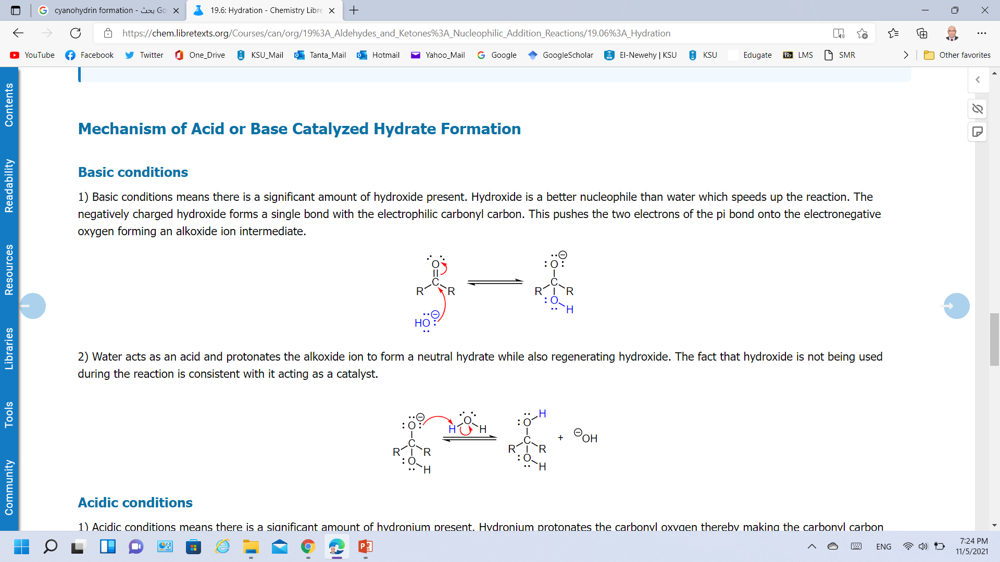 cyanohydrin formation - بحث Go
19.6: Hydration - Chemistry Libre
https://chem.libretexts.org/Courses/can/org/19%3A_Aldehydes_and_Ketones%3A_Nucleophilic_Addition_Reactions/19.06%3A_Hydration
YouTube Facebook Twitter One_Drive KSU_Mail Tanta_Mail Hotmail Yahoo_Mail Google GoogleScholar El-Newehy | KSU KSU Edugate Bb LMS SMR Other favorites
Contents
Readability
Resources
Libraries
Tools
Community
Mechanism of Acid or Base Catalyzed Hydrate Formation
Basic conditions
1) Basic conditions means there is a significant amount of hydroxide present. Hydroxide is a better nucleophile than water which speeds up the reaction. The
negatively charged hydroxide forms a single bond with the electrophilic carbonyl carbon. This pushes the two electrons of the pi bond onto the electronegative
oxygen forming an alkoxide ion intermediate.
O O
C C
R R R R
O
H
HO
2) Water acts as an acid and protonates the alkoxide ion to form a neutral hydrate while also regenerating hydroxide. The fact that hydroxide is not being used
during the reaction is consistent with it acting as a catalyst.
H
O O O
H H
C C + OH
R R R R
O O
H H
Acidic conditions
1) Acidic conditions means there is a significant amount of hydronium present. Hydronium protonates the carbonyl oxygen thereby making the carbonyl carbon
ENG
7:24 PM
11/5/2021